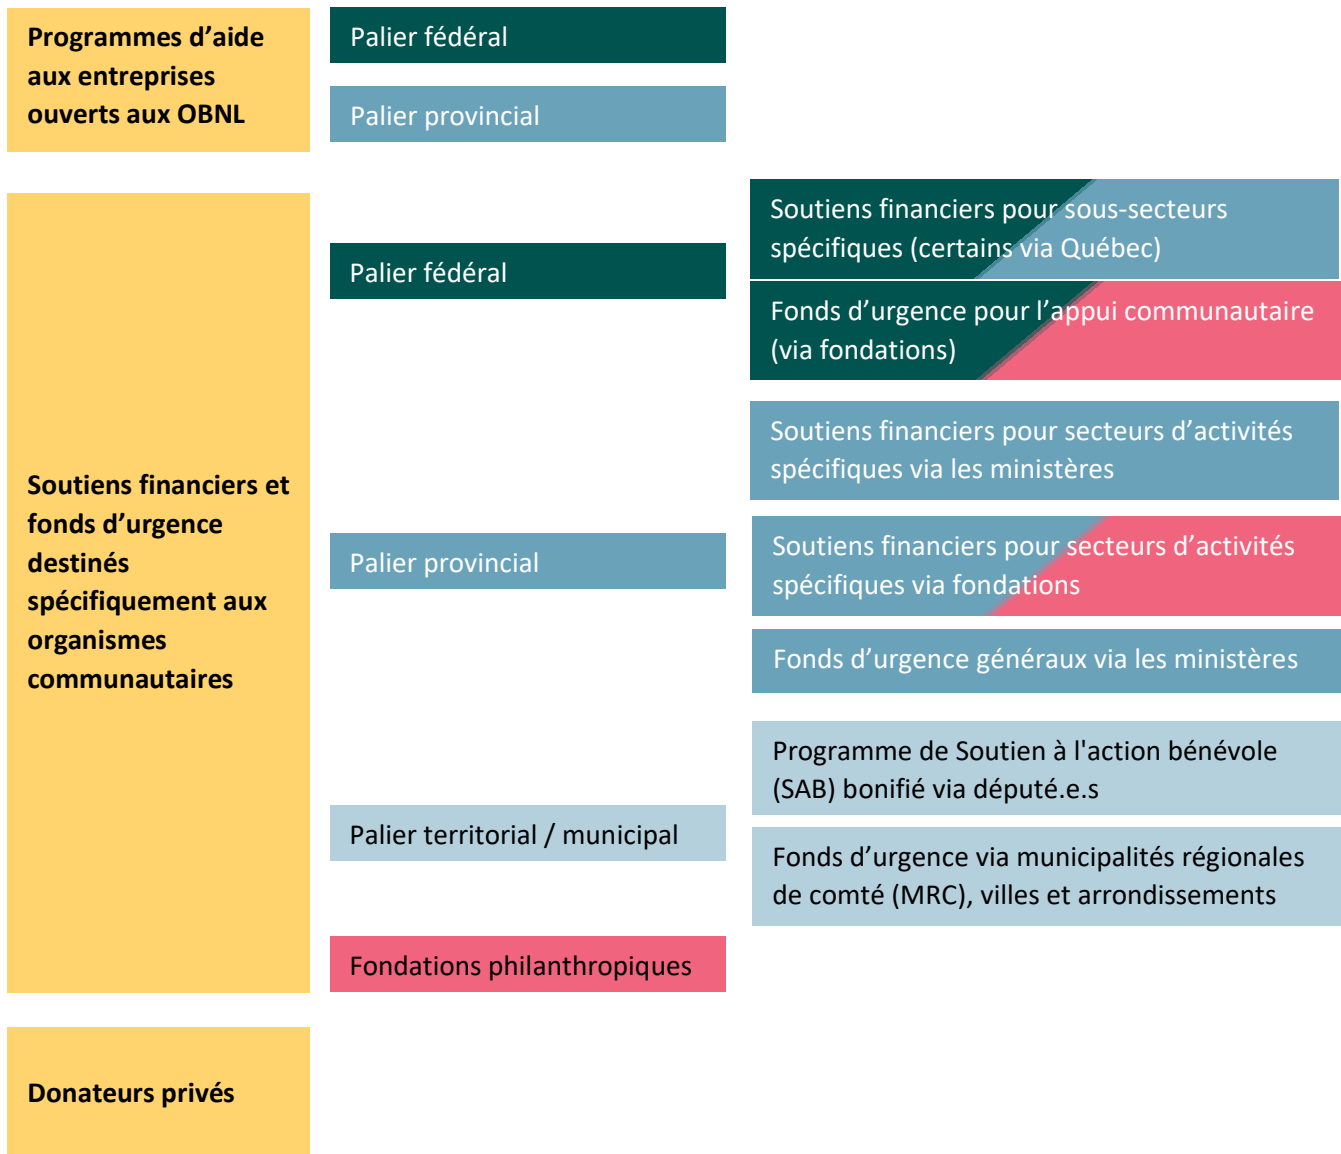 Programmes d’aide
aux entreprises
ouverts aux OBNL
Palier fédéral
Palier provincial
Soutiens financiers et
fonds d’urgence
destinés
spécifiquement aux
organismes
communautaires
Palier fédéral
Soutiens financiers pour sous-secteurs
spécifiques (certains via Québec)
Fonds d’urgence pour l’appui communautaire
(via fondations)
Palier provincial
Soutiens financiers pour secteurs d’activités
spécifiques via les ministères
Soutiens financiers pour secteurs d’activités
spécifiques via fondations
Fonds d’urgence généraux via les ministères
Palier territorial / municipal
Programme de Soutien à l'action bénévole
(SAB) bonifié via député.e.s
Fonds d’urgence via municipalités régionales
de comté (MRC), villes et arrondissements
Fondations philanthropiques
Donateurs privés